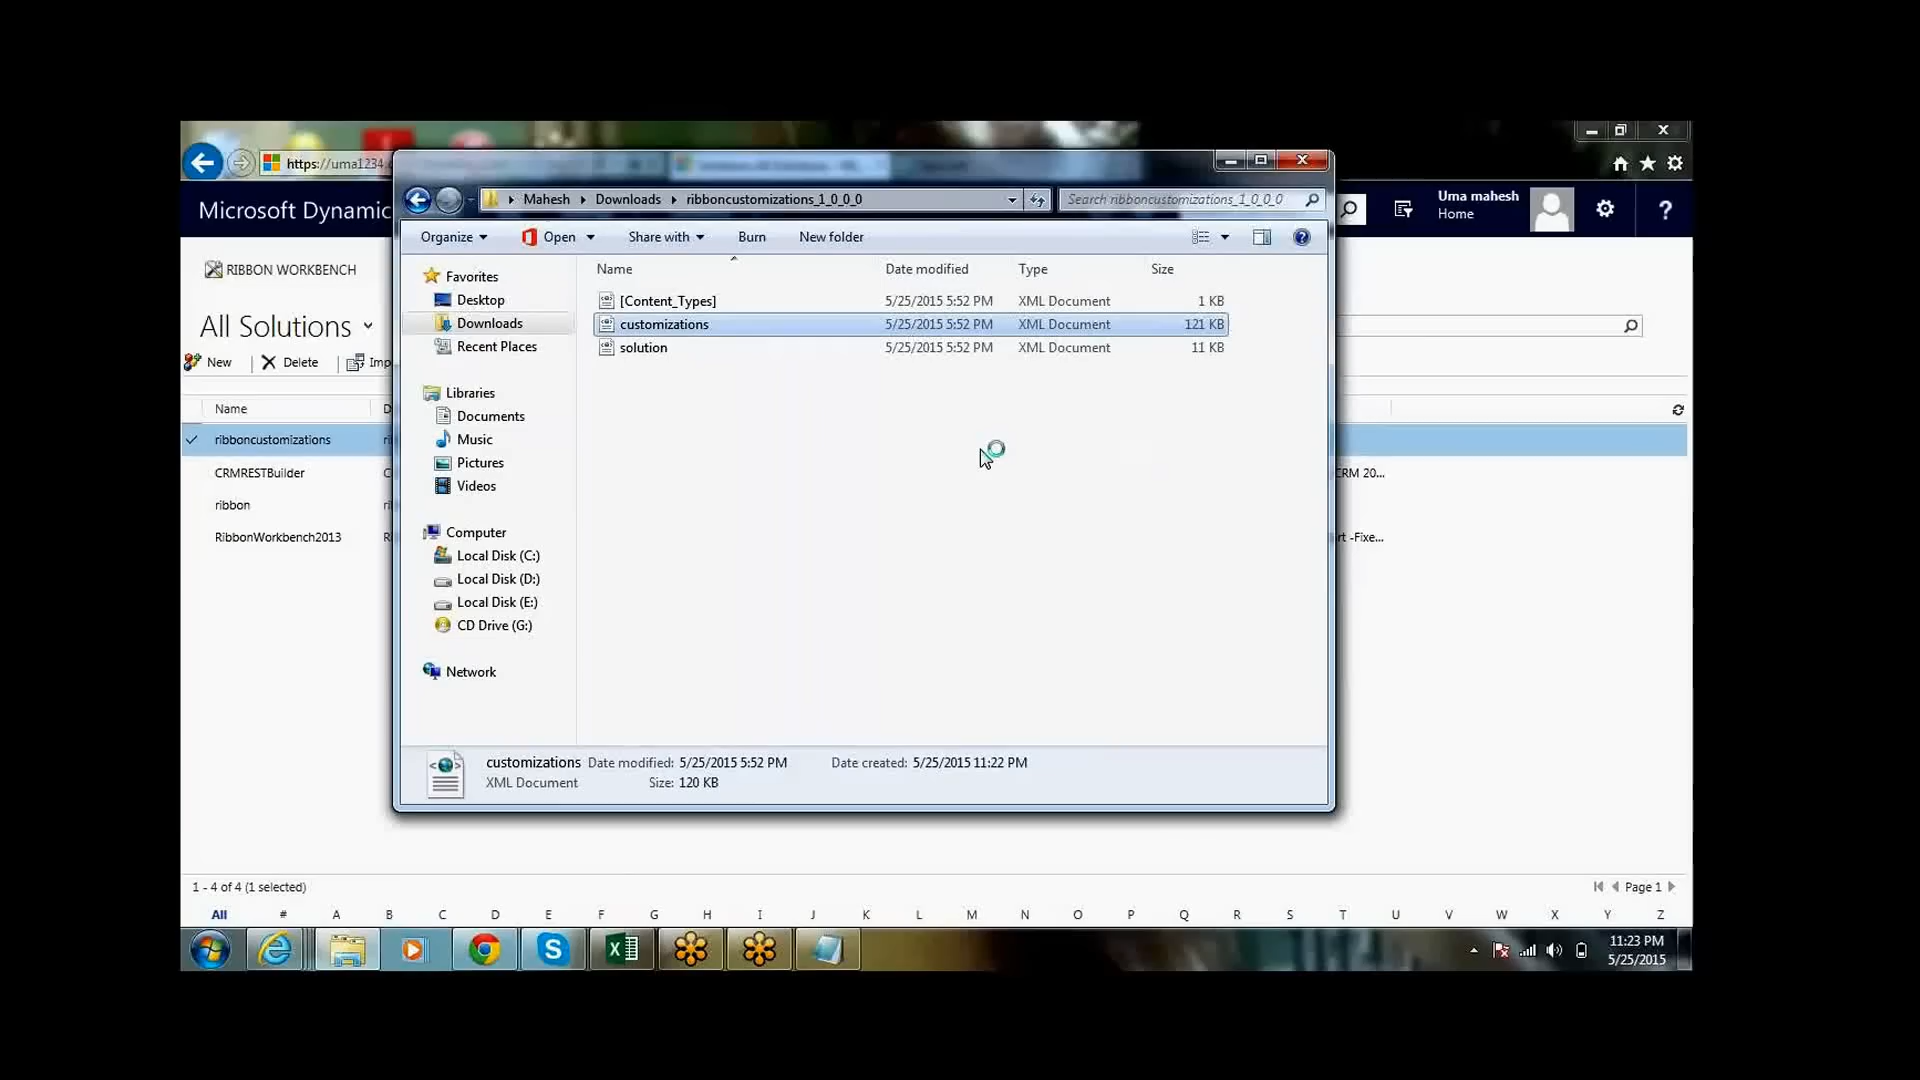 https://uma1234.
Microsoft Dynamic
Uma mahesh
Home
RIBBON WORKBENCH
All Solutions
New
Delete
Imp
Name
D
ribboncustomizations
ri
CRMRESTBuilder
C
CRM 20...
ribbon
ri
RibbonWorkbench2013
R
rt -Fixe...
Mahesh
Downloads
ribboncustomizations_1_0_0_0
Search ribboncustomizations_1_0_0_0
Organize
Open
Share with
Burn
New folder
Name
Date modified
Type
Size
[Content_Types]
5/25/2015 5:52 PM
XML Document
1 KB
customizations
5/25/2015 5:52 PM
XML Document
121 KB
solution
5/25/2015 5:52 PM
XML Document
11 KB
Favorites
Desktop
Downloads
Recent Places
Libraries
Documents
Music
Pictures
Videos
Computer
Local Disk (C:)
Local Disk (D:)
Local Disk (E:)
CD Drive (G:)
Network
customizations
Date modified: 5/25/2015 5:52 PM
Date created: 5/25/2015 11:22 PM
XML Document
Size: 120 KB
1 - 4 of 4 (1 selected)
Page 1
All # A B C D E F G H I J K L M N O P Q R S T U V W X Y Z
11:23 PM
5/25/2015